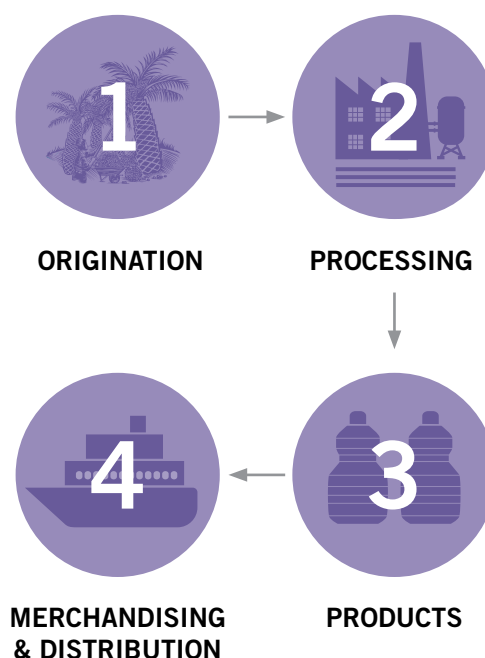 1
2
ORIGINATION
PROCESSING
4
3
MERCHANDISING
& DISTRIBUTION
PRODUCTS